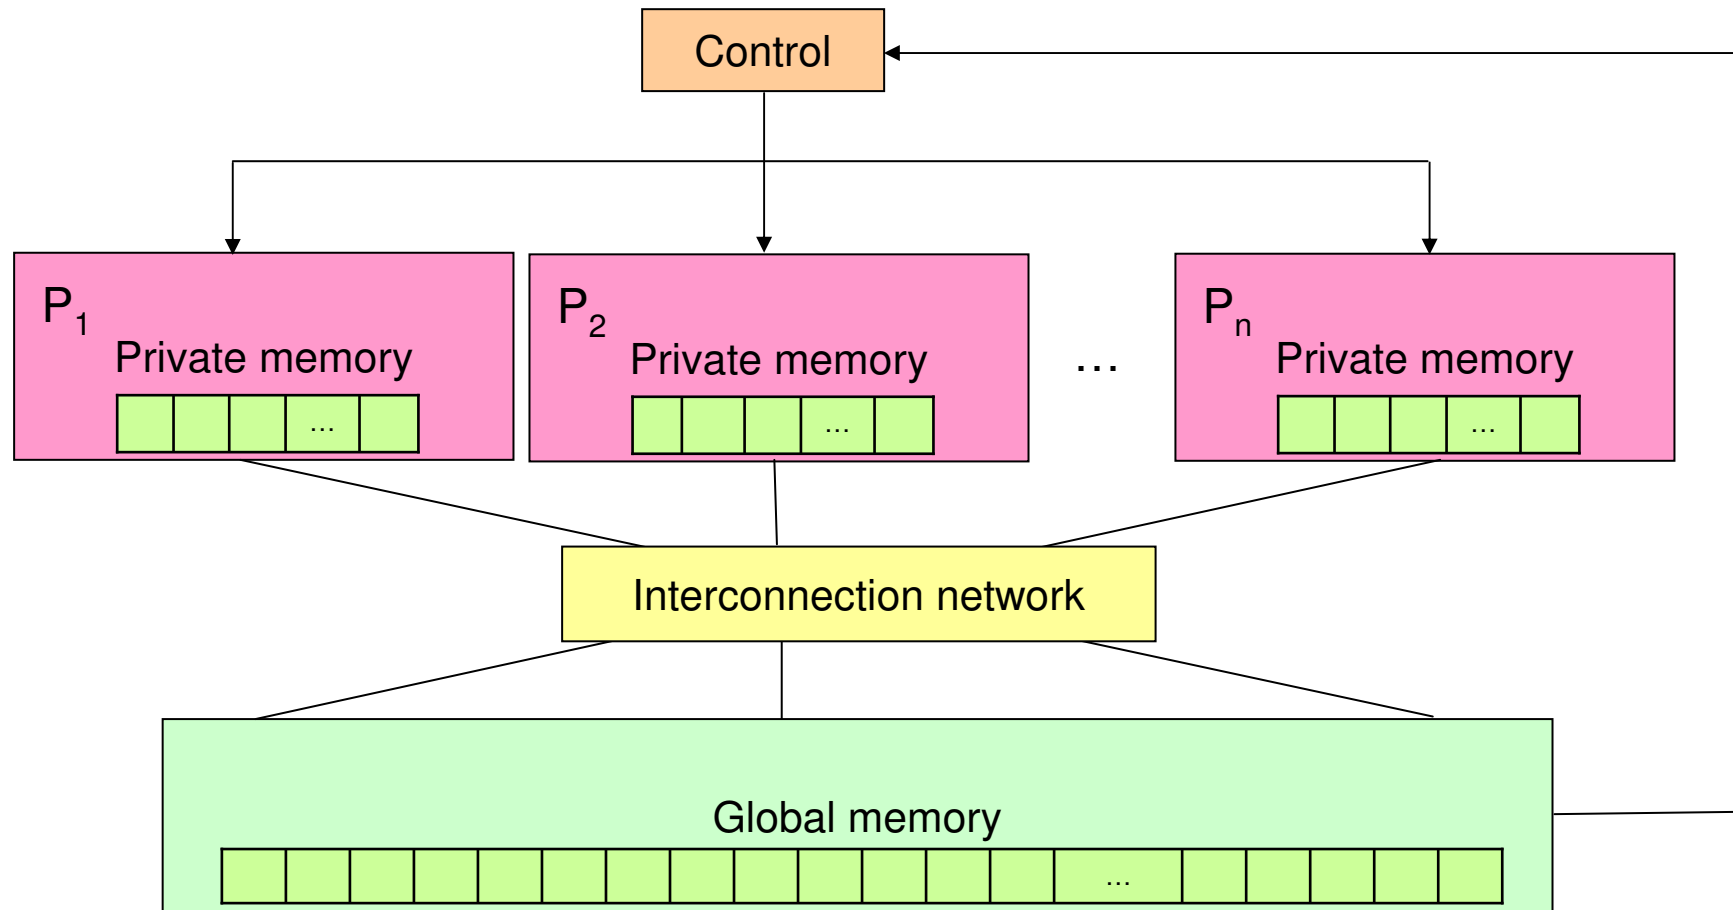 Control
P1
P2
Pn
Private memory
Private memory
...
Private memory
...
...
...
Interconnection network
Global memory
...